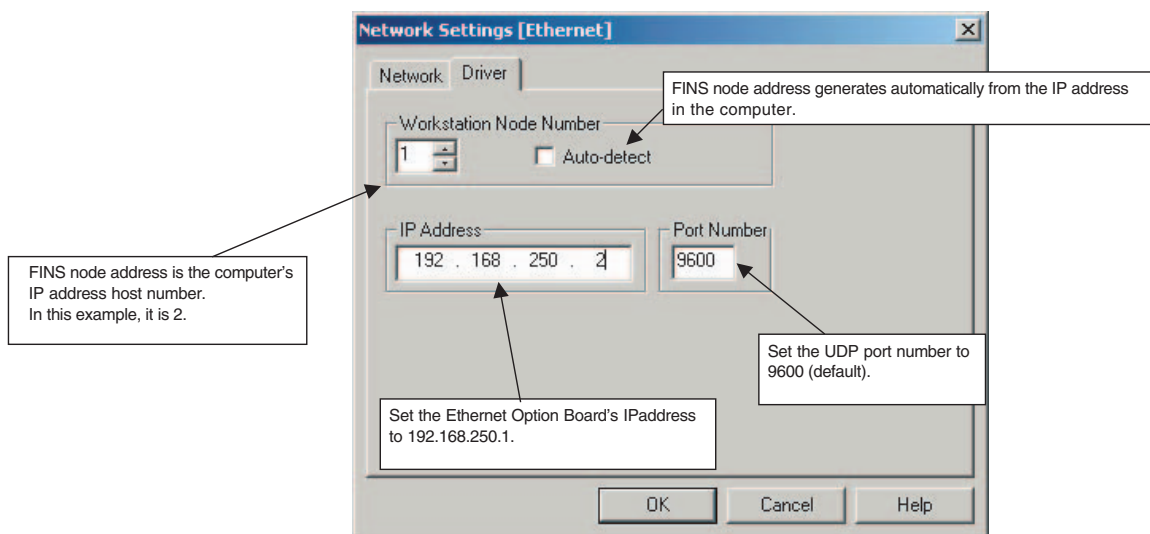 Network Settings [Ethernet]
Network Driver
FINS node address generates automatically from the IP address
in the computer.
Workstation Node Number
1 Auto-detect
IP Address
192 . 168 . 250 . 2
Port Number
9600
FINS node address is the computer's
IP address host number.
In this example, it is 2.
Set the UDP port number to
9600 (default).
Set the Ethernet Option Board's IPaddress
to 192.168.250.1.
OK Cancel Help